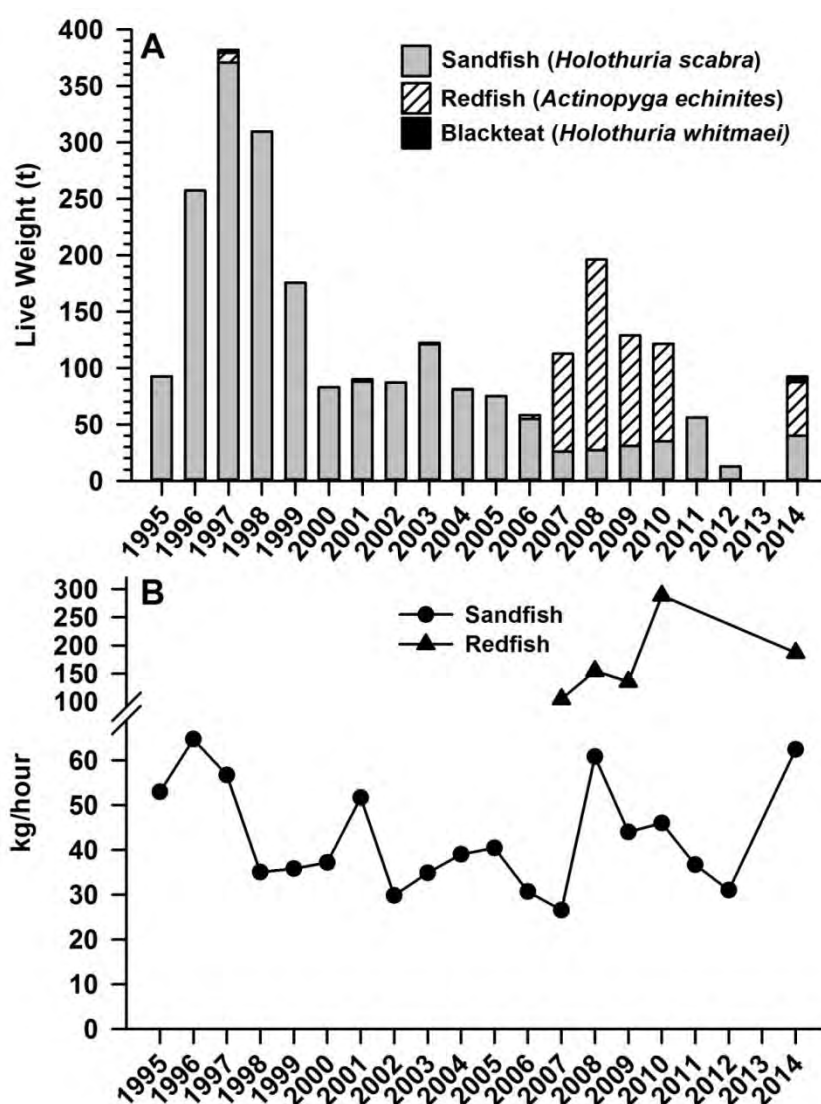 A
400
350
300
250
200
150
100
50
0
Live Weight (t)
Sandfish (Holothuria scabra)
Redfish (Actinopyga echinites)
Blackteat (Holothuria whitmaei)
1995 1996 1997 1998 1999 2000 2001 2002 2003 2004 2005 2006 2007 2008 2009 2010 2011 2012 2013 2014
B
300
250
200
150
100
60
50
40
30
20
10
0
kg/hour
Sandfish
Redfish
1995 1996 1997 1998 1999 2000 2001 2002 2003 2004 2005 2006 2007 2008 2009 2010 2011 2012 2013 2014